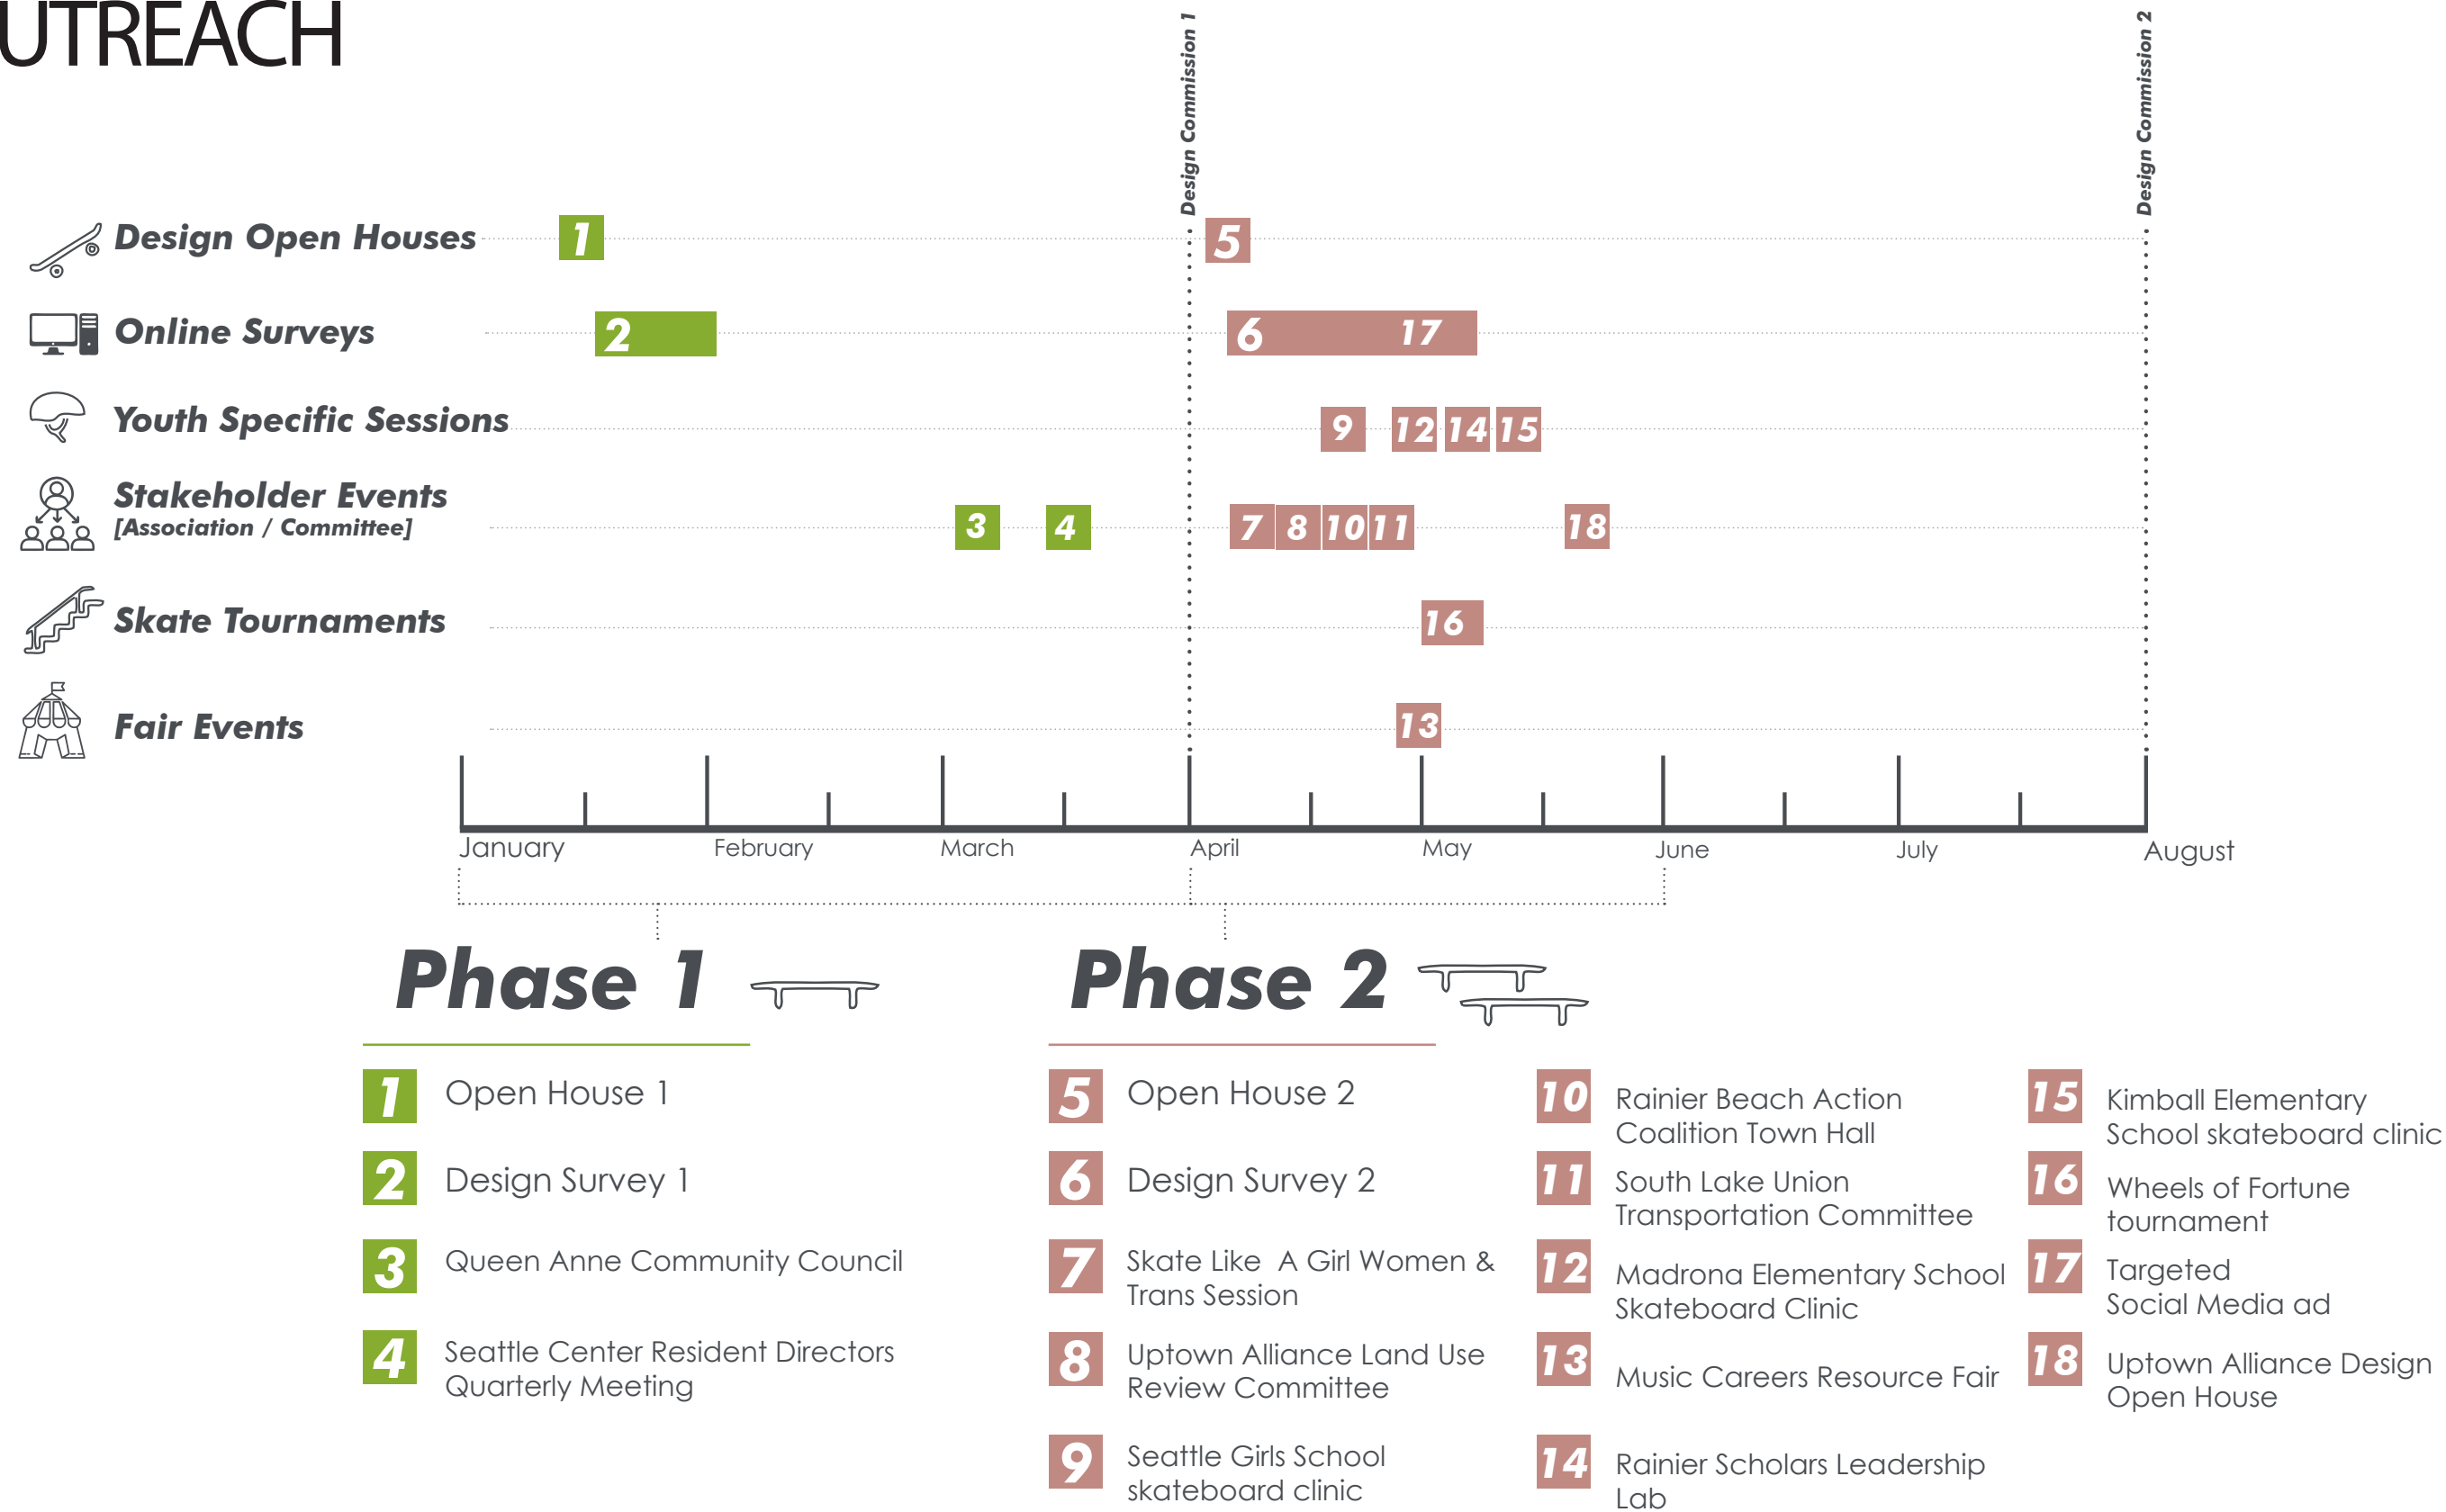 UTREACH
Design Commission 1
Design Commission 2
Design Open Houses
1
5
Online Surveys
2
6
17
Youth Specific Sessions
9
12
14
15
Stakeholder Events
[Association / Committee]
3
4
7
8
10
11
18
Skate Tournaments
16
Fair Events
13
January
February
March
April
May
June
July
August
Phase 1
1
Open House 1
2
Design Survey 1
3
Queen Anne Community Council
4
Seattle Center Resident Directors
Quarterly Meeting
Phase 2
5
Open House 2
6
Design Survey 2
7
Skate Like A Girl Women &
Trans Session
8
Uptown Alliance Land Use
Review Committee
9
Seattle Girls School
skateboard clinic
10
Rainier Beach Action
Coalition Town Hall
11
South Lake Union
Transportation Committee
12
Madrona Elementary School
Skateboard Clinic
13
Music Careers Resource Fair
14
Rainier Scholars Leadership
Lab
15
Kimball Elementary
School skateboard clinic
16
Wheels of Fortune
tournament
17
Targeted
Social Media ad
18
Uptown Alliance Design
Open House